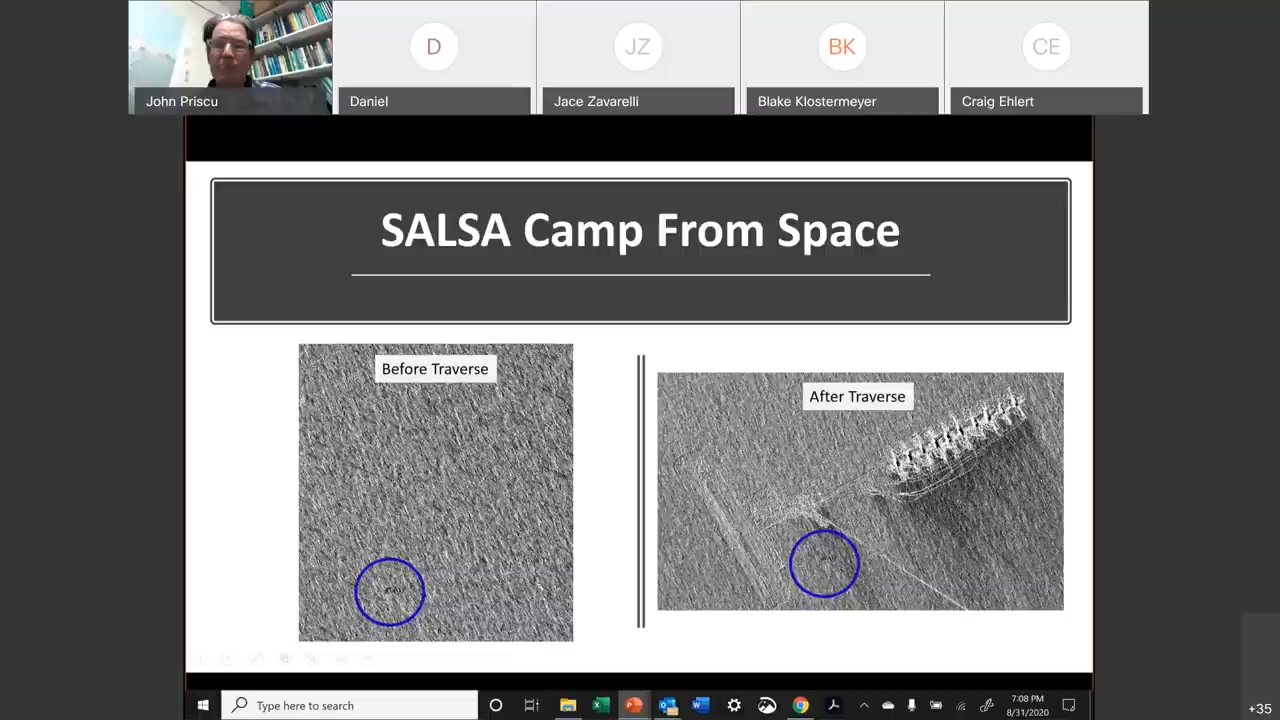 John Priscu
D
Daniel
JZ
Jace Zavarelli
BK
Blake Klostermeyer
CE
Craig Ehlert
SALSA Camp From Space
Before Traverse
After Traverse
Type here to search
7:08 PM
8/31/2020
+35